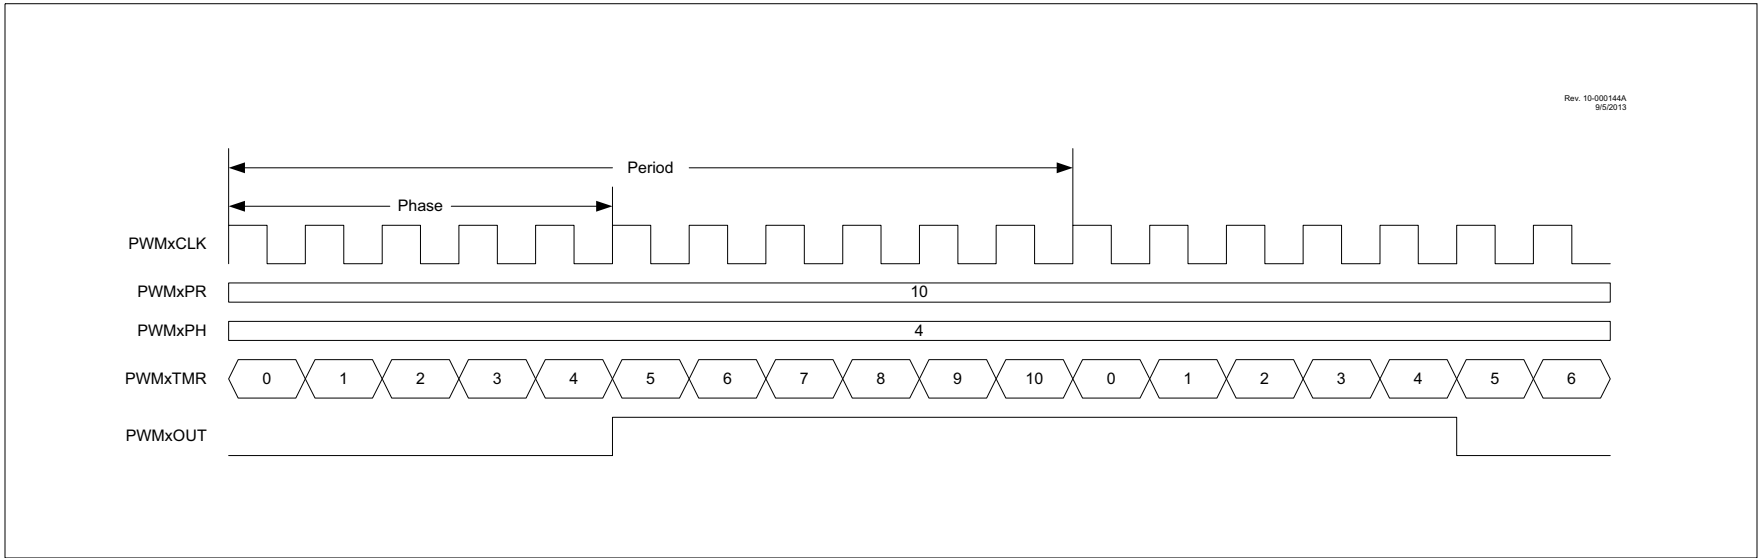 Rev. 10-000144A
9/5/2013
Period
Phase
PWMxCLK
PWMxPR 10
PWMxPH 4
PWMxTMR 0 1 2 3 4 5 6 7 8 9 10 0 1 2 3 4 5 6
PWMxOUT